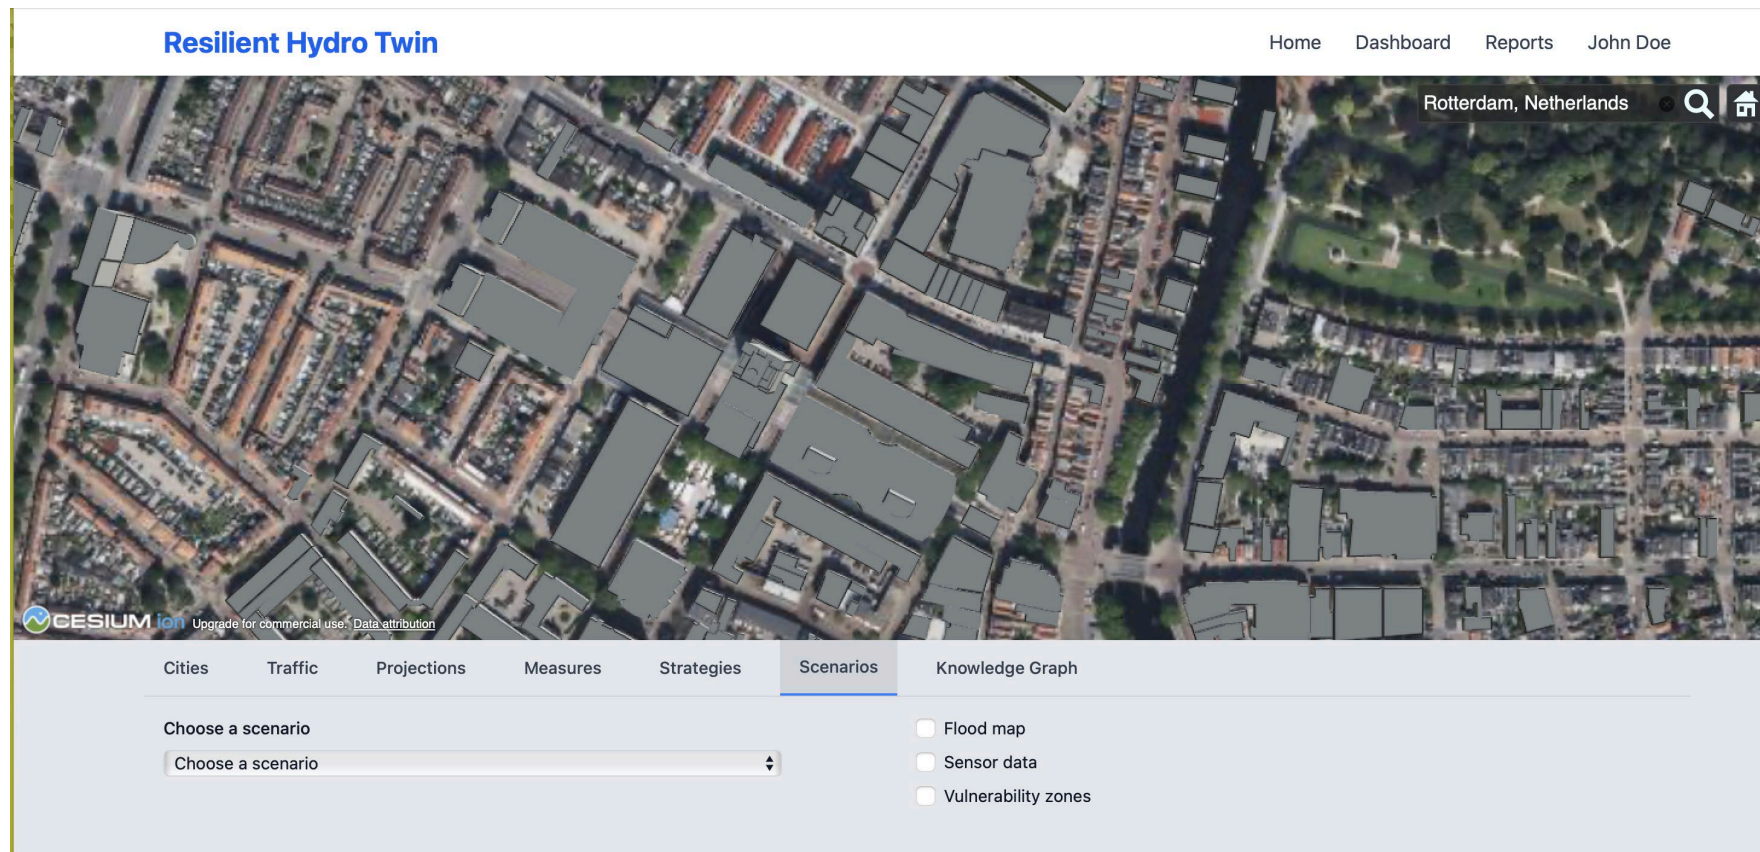 Resilient Hydro Twin
Home Dashboard Reports John Doe
Rotterdam, Netherlands
CESIUM ion Upgrade for commercial use. Data attribution
Cities Traffic Projections Measures Strategies Scenarios Knowledge Graph
Choose a scenario
Choose a scenario
Flood map
Sensor data
Vulnerability zones